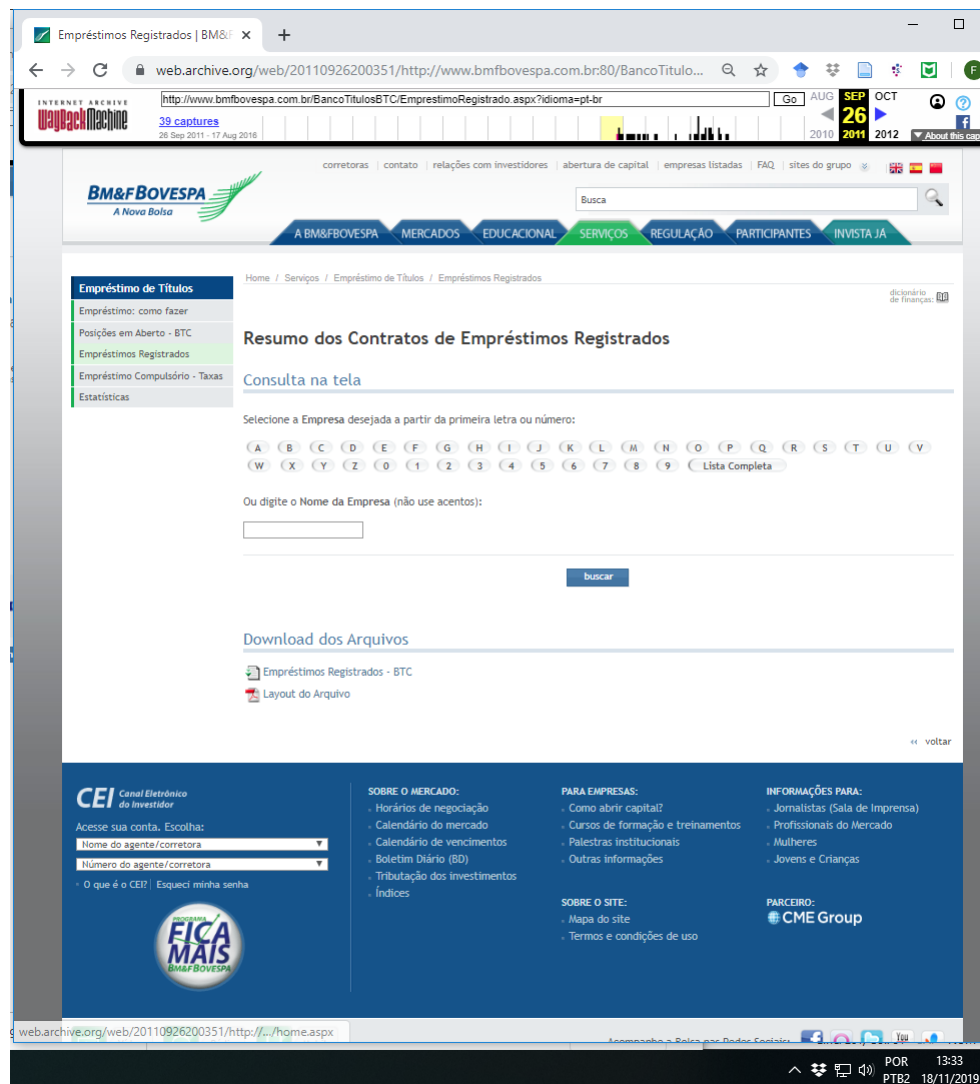 Empréstimos Registrados | BM&F
web.archive.org/web/20110926200351/http://www.bmfbovespa.com.br:80/BancoTitulo...
INTERNET ARCHIVE
WayBackMachine
http://www.bmfbovespa.com.br/BancoTitulosBTC/EmprestimoRegistrado.aspx?idioma=pt-br
Go
AUG SEP OCT
39 captures
26
26 Sep 2011 - 17 Aug 2016
2010 2011 2012
About this cap
corretoras | contato | relações com investidores | abertura de capital | empresas listadas | FAQ | sites do grupo
BM&FBOVESPA
A Nova Bolsa
Busca
A BM&FBOVESPA MERCADOS EDUCACIONAL SERVIÇOS REGULAÇÃO PARTICIPANTES INVISTA JÁ
Home / Serviços / Empréstimo de Títulos / Empréstimos Registrados
dicionário
de finanças:
Empréstimo de Títulos
Empréstimo: como fazer
Posições em Aberto - BTC
Empréstimos Registrados
Empréstimo Compulsório - Taxas
Estatísticas
Resumo dos Contratos de Empréstimos Registrados
Consulta na tela
Selecione a Empresa desejada a partir da primeira letra ou número:
A B C D E F G H I J K L M N O P Q R S T U V
W X Y Z 0 1 2 3 4 5 6 7 8 9 Lista Completa
Ou digite o Nome da Empresa (não use acentos):
buscar
Download dos Arquivos
Empréstimos Registrados - BTC
Layout do Arquivo
voltar
CEI Canal Eletrônico
do Investidor
Acesse sua conta. Escolha:
Nome do agente/corretora
Número do agente/corretora
O que é o CEI? | Esqueci minha senha
PROGRAMA
FICA
MAIS
BM&FBOVESPA
SOBRE O MERCADO:
Horários de negociação
Calendário do mercado
Calendário de vencimentos
Boletim Diário (BD)
Tributação dos investimentos
Índices
PARA EMPRESAS:
Como abrir capital?
Cursos de formação e treinamentos
Palestras institucionais
Outras informações
SOBRE O SITE:
Mapa do site
Termos e condições de uso
INFORMAÇÕES PARA:
Jornalistas (Sala de Imprensa)
Profissionais do Mercado
Mulheres
Jovens e Crianças
PARCEIRO:
CME Group
web.archive.org/web/20110926200351/http://.../home.aspx
Acompanhe a Bolsa nas Redes Sociais:
You
POR 13:33
PTB2 18/11/2019